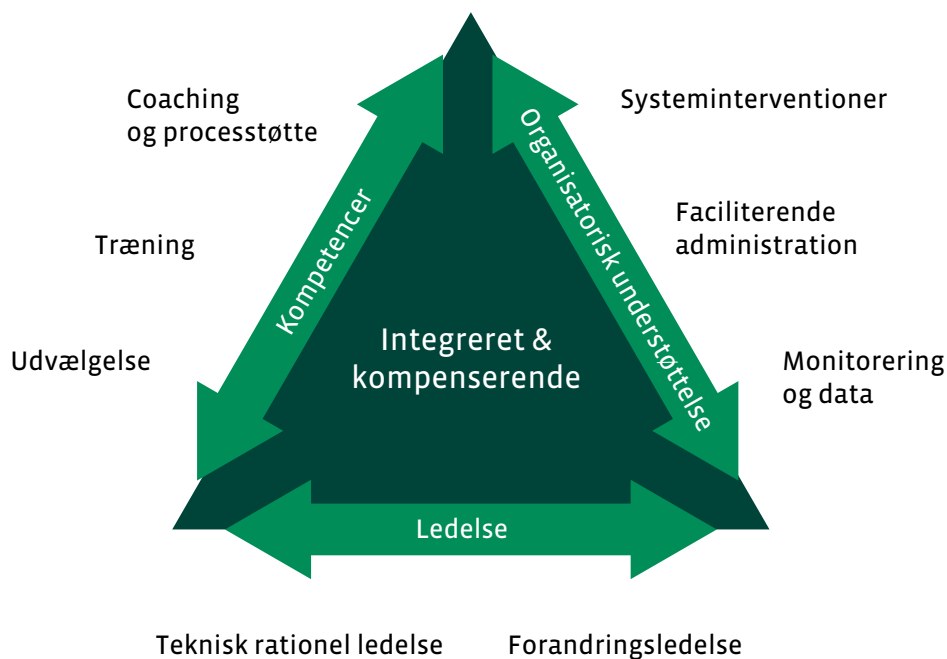 Coaching
og processtøtte
Træning
Udvælgelse
Kompetencer
Organisatorisk understøttelse
Systeminterventioner
Faciliterende
administration
Monitorering
og data
Integreret &
kompenserende
Ledelse
Teknisk rationel ledelse
Forandringsledelse